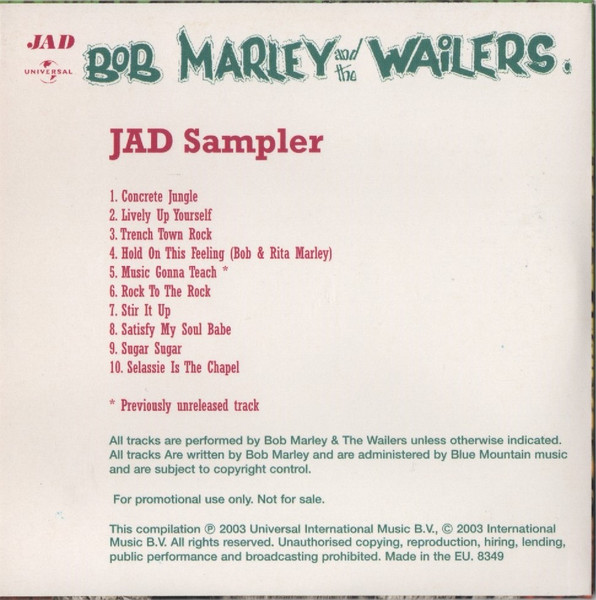 JAD
UNIVERSAL
BOB MARLEY and the WAILERS.
JAD Sampler
1. Concrete Jungle
2. Lively Up Yourself
3. Trench Town Rock
4. Hold On This Feeling (Bob & Rita Marley)
5. Music Gonna Teach *
6. Rock To The Rock
7. Stir It Up
8. Satisfy My Soul Babe
9. Sugar Sugar
10. Selassie Is The Chapel
* Previously unreleased track
All tracks are performed by Bob Marley & The Wailers unless otherwise indicated.
All tracks Are written by Bob Marley and are administered by Blue Mountain music
and are subject to copyright control.
For promotional use only. Not for sale.
This compilation ℗ 2003 Universal International Music B.V., © 2003 International
Music B.V. All rights reserved. Unauthorised copying, reproduction, hiring, lending,
public performance and broadcasting prohibited. Made in the EU. 8349